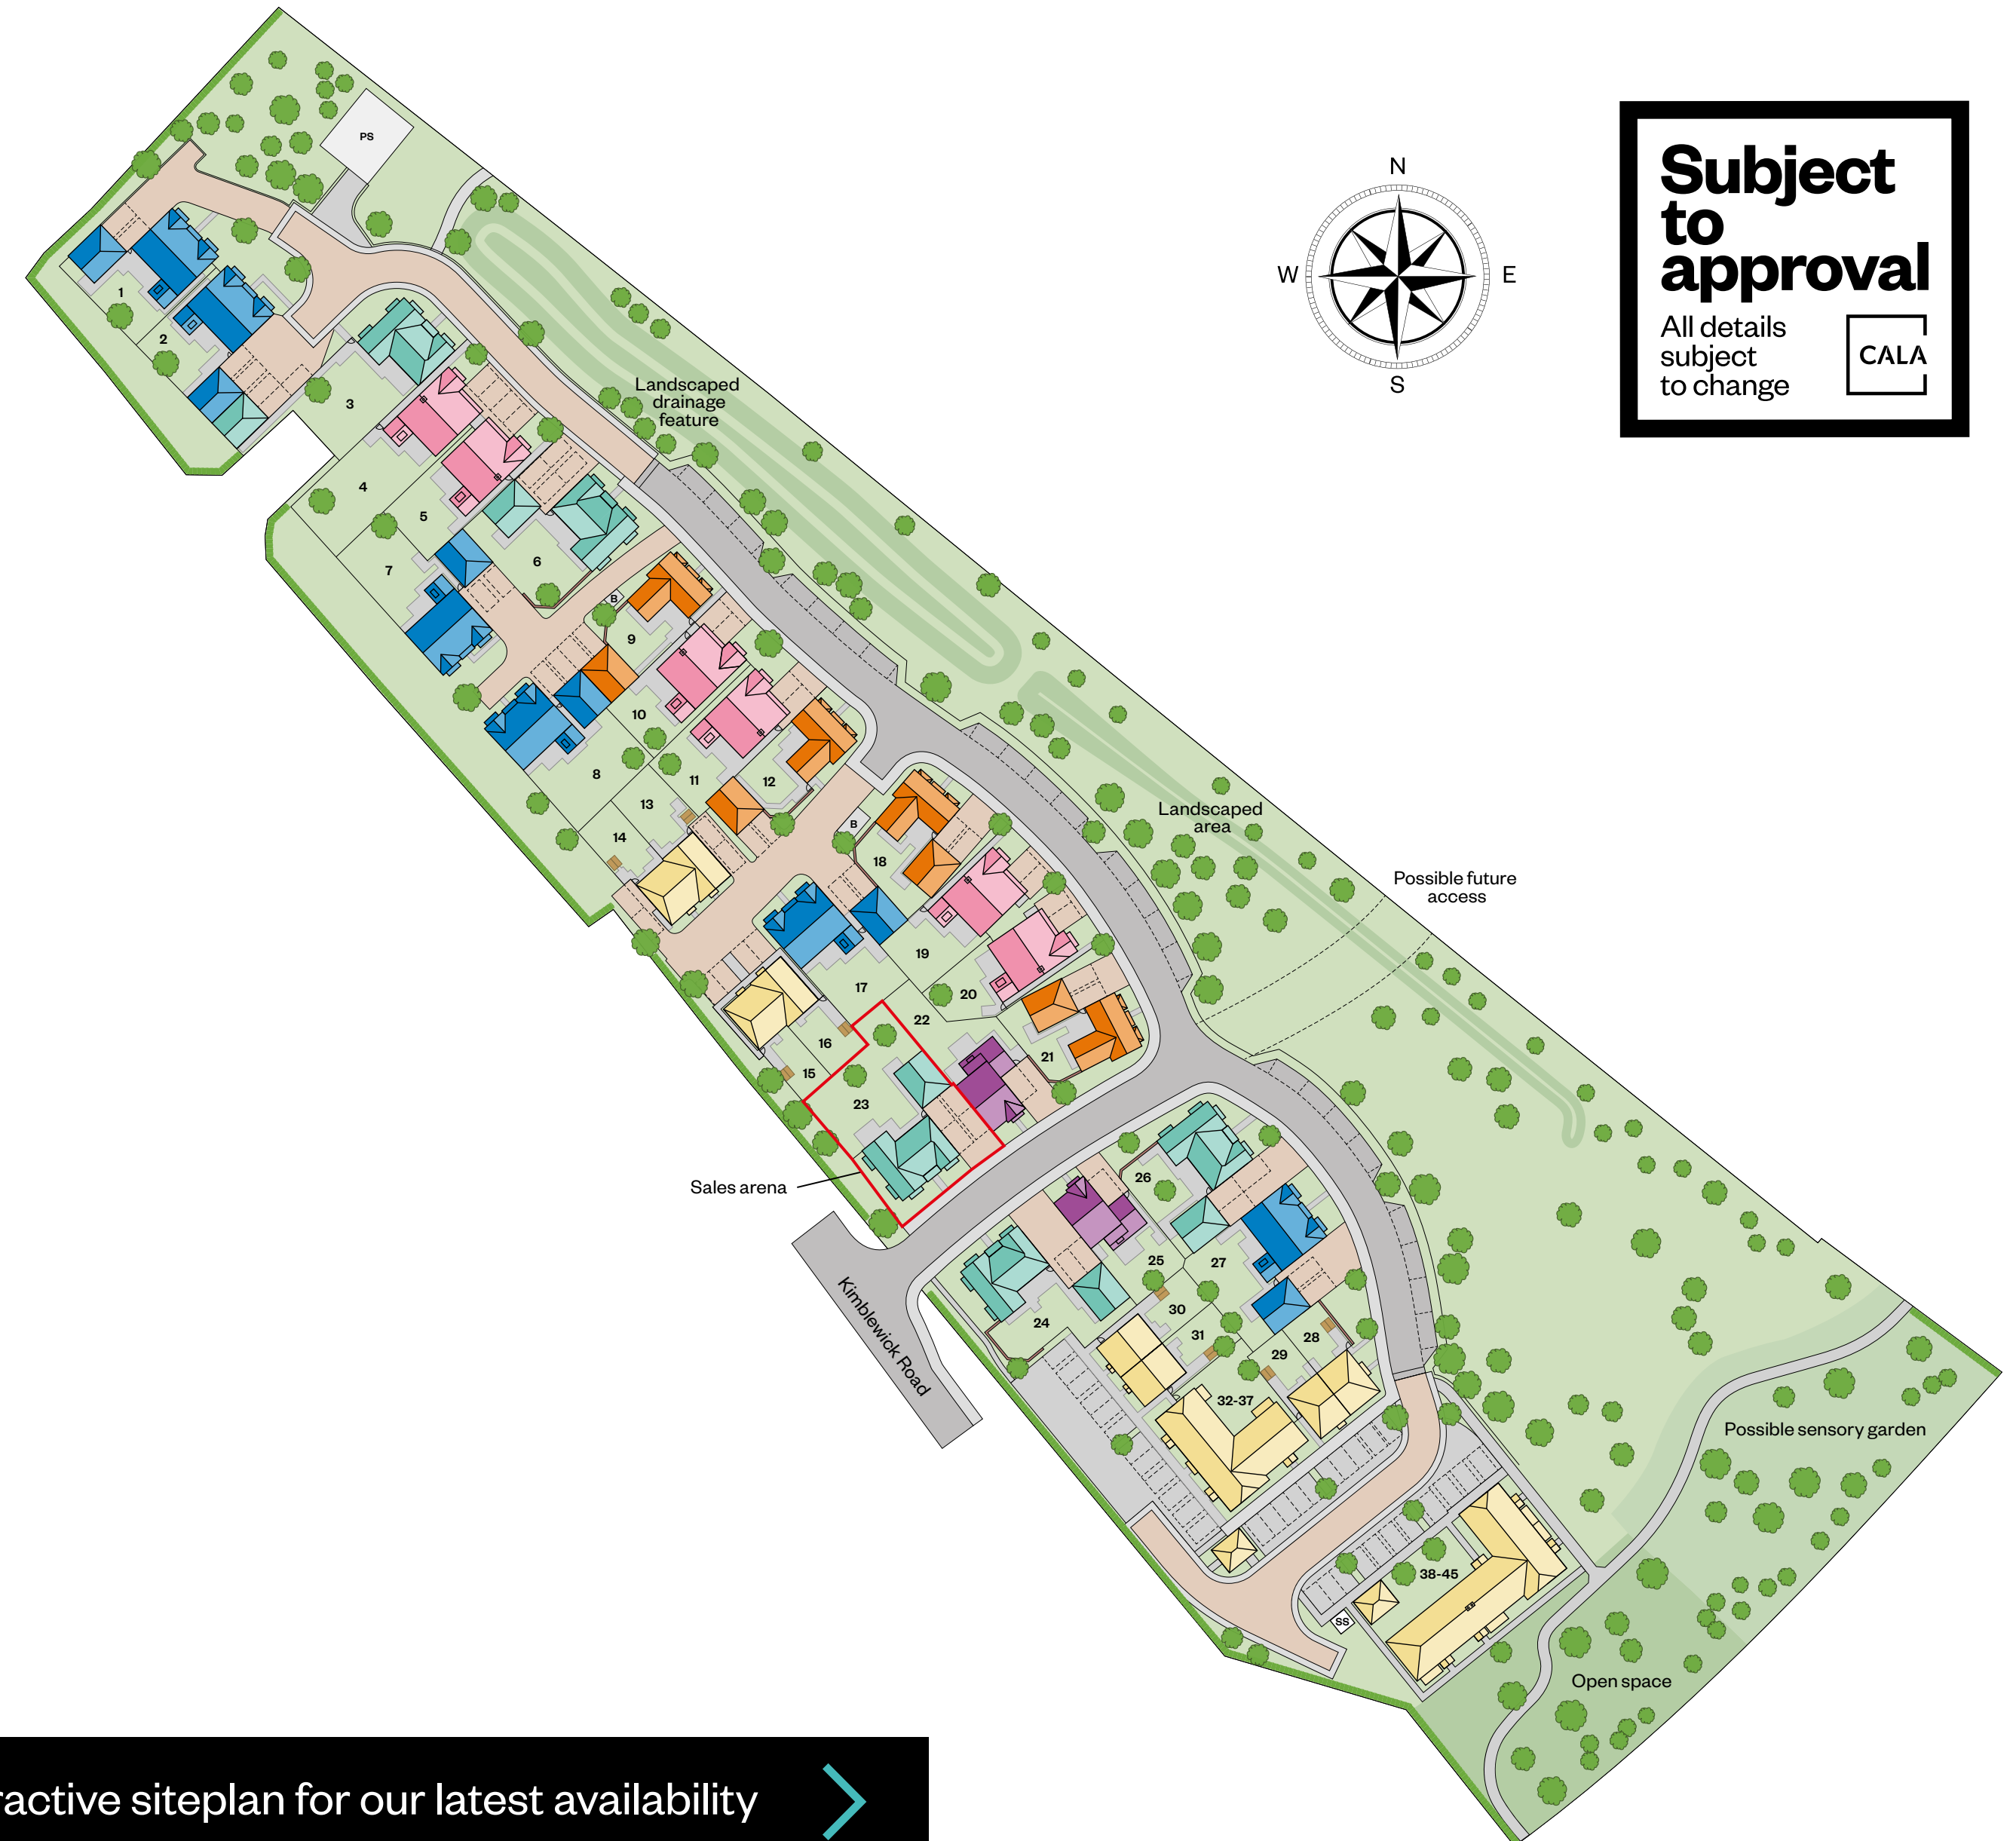 PS
N
W
E
S
Subject
to
approval
All details
subject
to change
CALA
1
2
3
4
5
6
7
8
9
B
10
11
12
13
14
15
16
17
18
B
19
20
21
22
23
24
25
26
27
28
29
30
31
32-37
38-45
SS
Landscaped
drainage
feature
Landscaped
area
Possible future
access
Sales arena
Kimblewick Road
Possible sensory garden
Open space
ractive siteplan for our latest availability